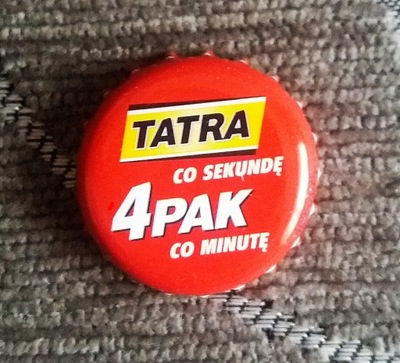 TATRA
CO SEKUNDĘ
4PAK
CO MINUTĘ